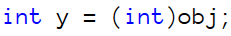 int y = (int)obj;